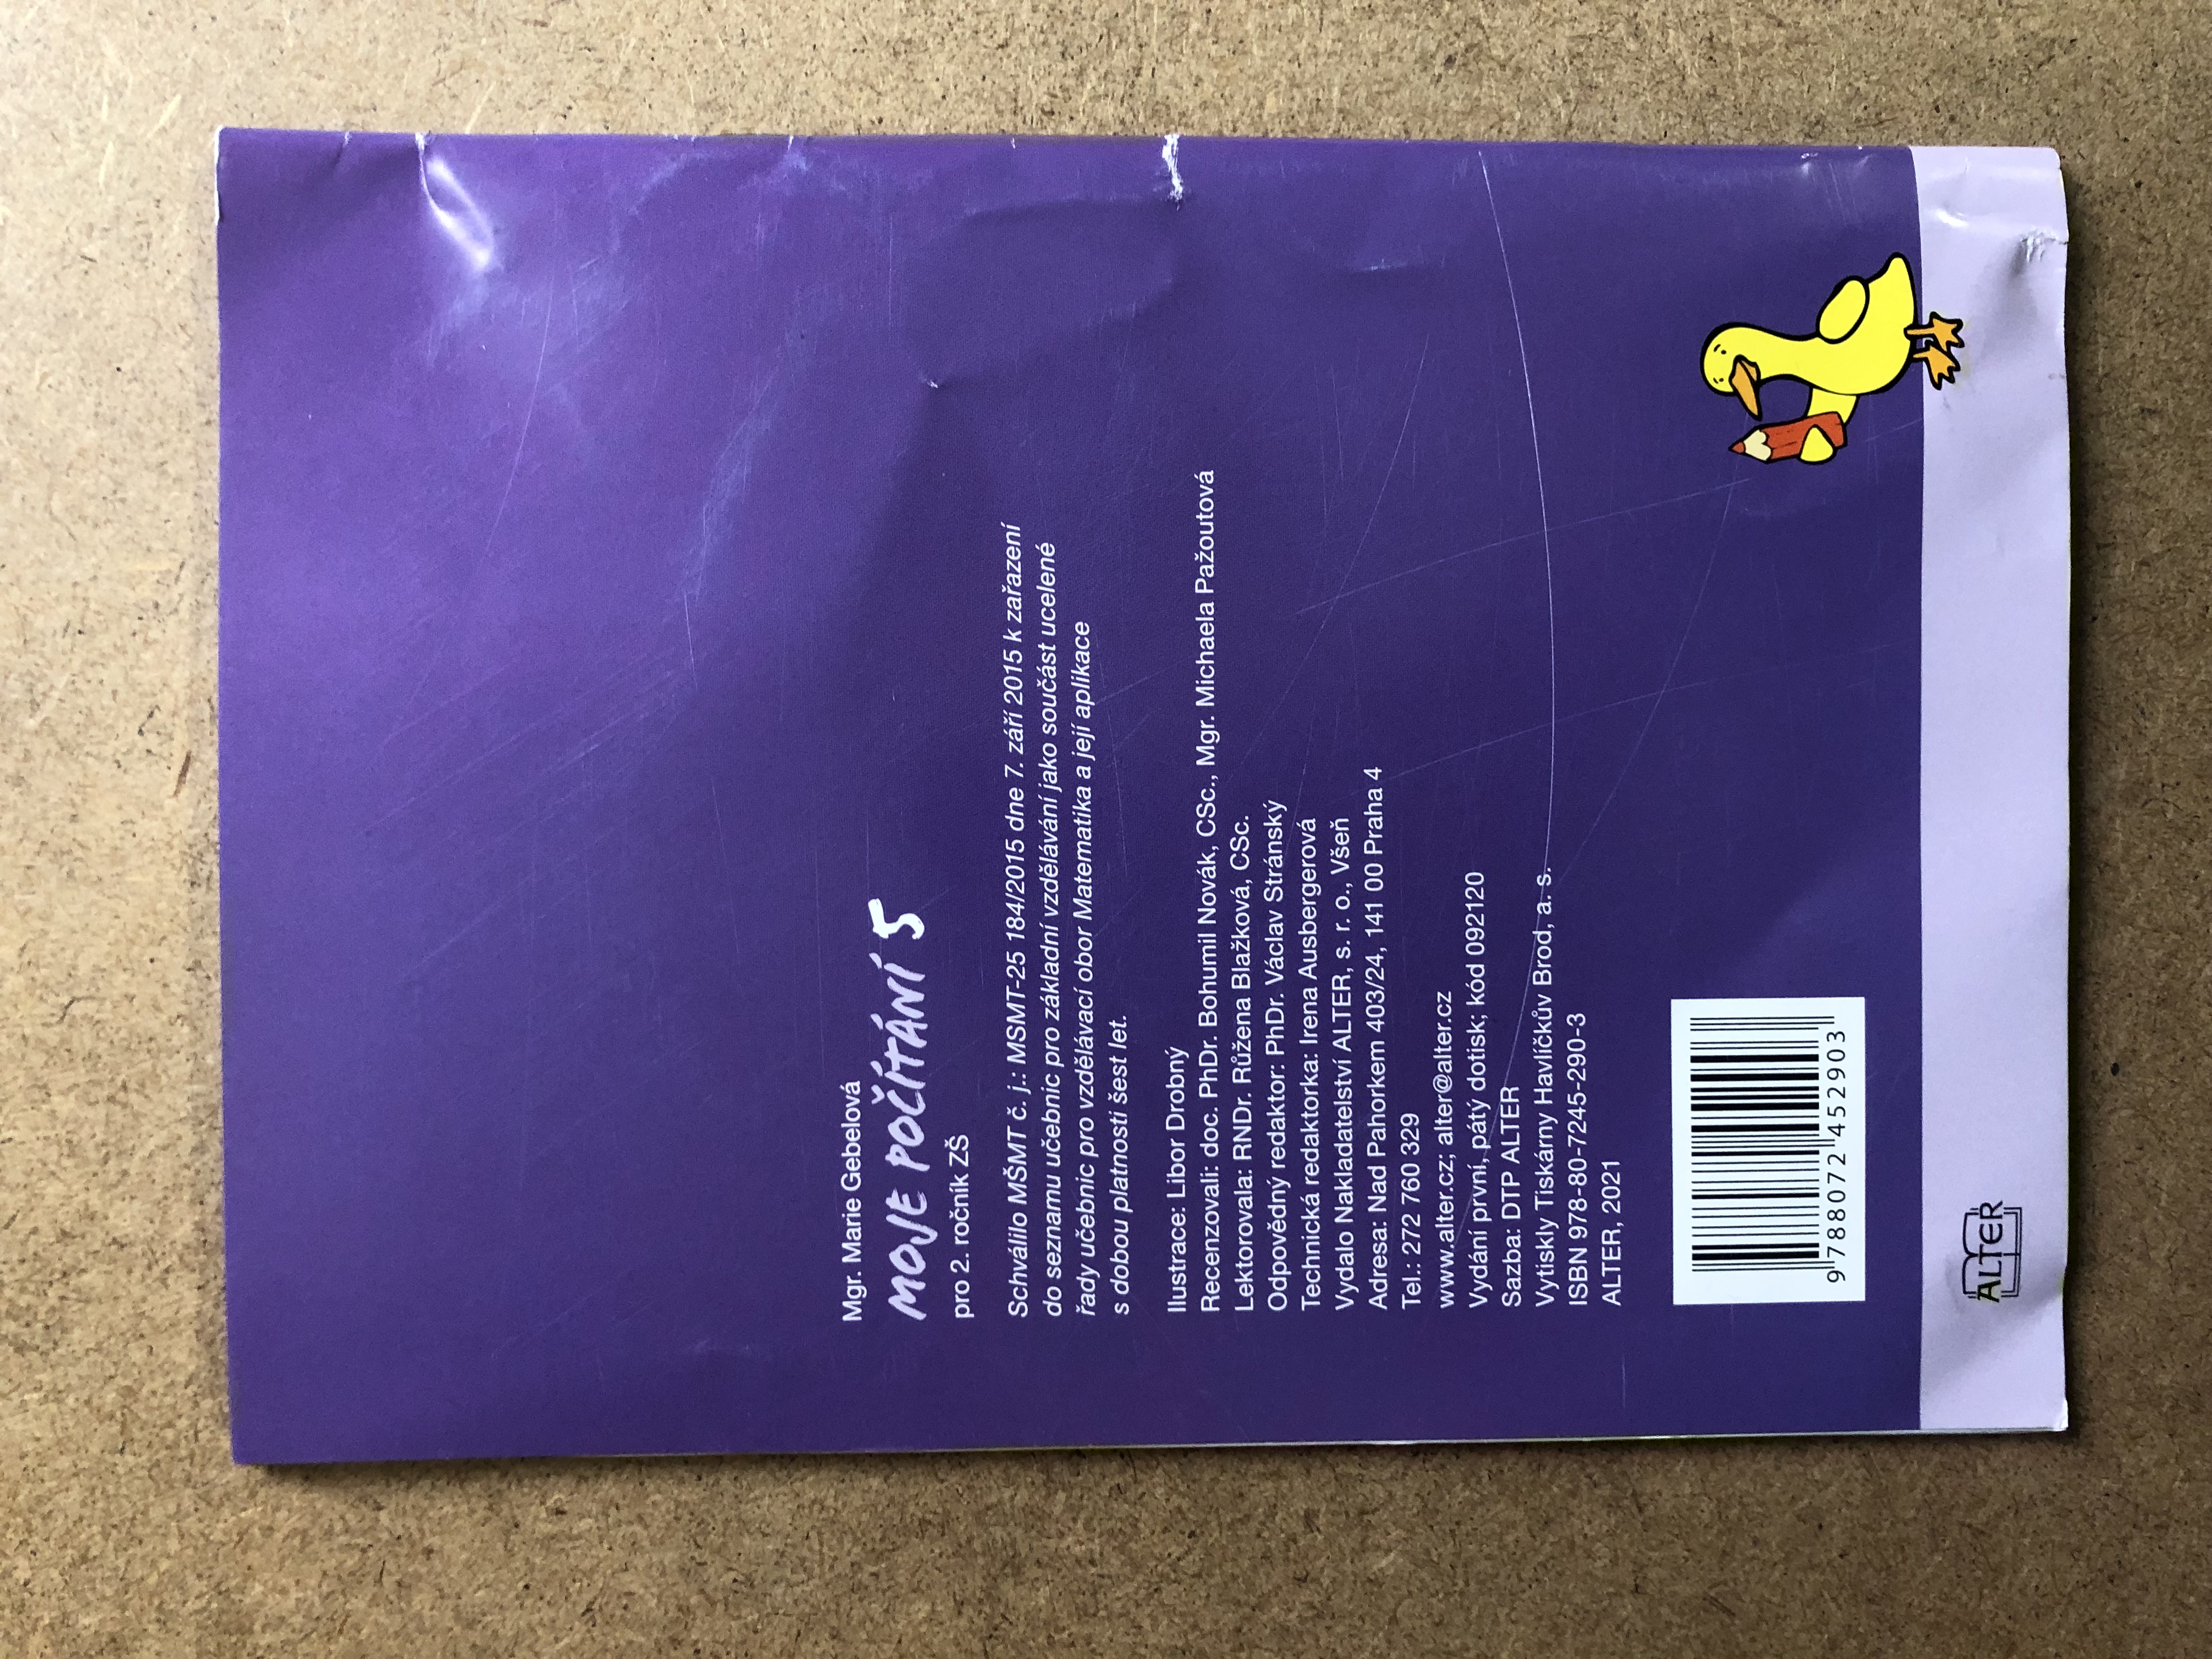 Mgr. Marie Gebelová
MOJE POČÍTÁNÍ 5
pro 2. ročník ZŠ
Schválilo MŠMT č. j.: MSMT-25 184/2015 dne 7. září 2015 k zařazení
do seznamu učebnic pro základní vzdělávání jako součást ucelené
řady učebnic pro vzdělávací obor Matematika a její aplikace
s dobou platnosti šest let.
Ilustrace: Libor Drobný
Recenzovali: doc. PhDr. Bohumil Novák, CSc., Mgr. Michaela Pažoutová
Lektorovala: RNDr. Růžena Blažková, CSc.
Odpovědný redaktor: PhDr. Václav Stránský
Technická redaktorka: Irena Ausbergerová
Vydalo Nakladatelství ALTER, s. r. o., Všeň
Adresa: Nad Pahorkem 403/24, 141 00 Praha 4
Tel.: 272 760 329
www.alter.cz; alter@alter.cz
Vydání první, pátý dotisk; kód 092120
Sazba: DTP ALTER
Vytiskly Tiskárny Havlíčkův Brod, a. s.
ISBN 978-80-7245-290-3
ALTER, 2021
9 788072 452903
ALTER